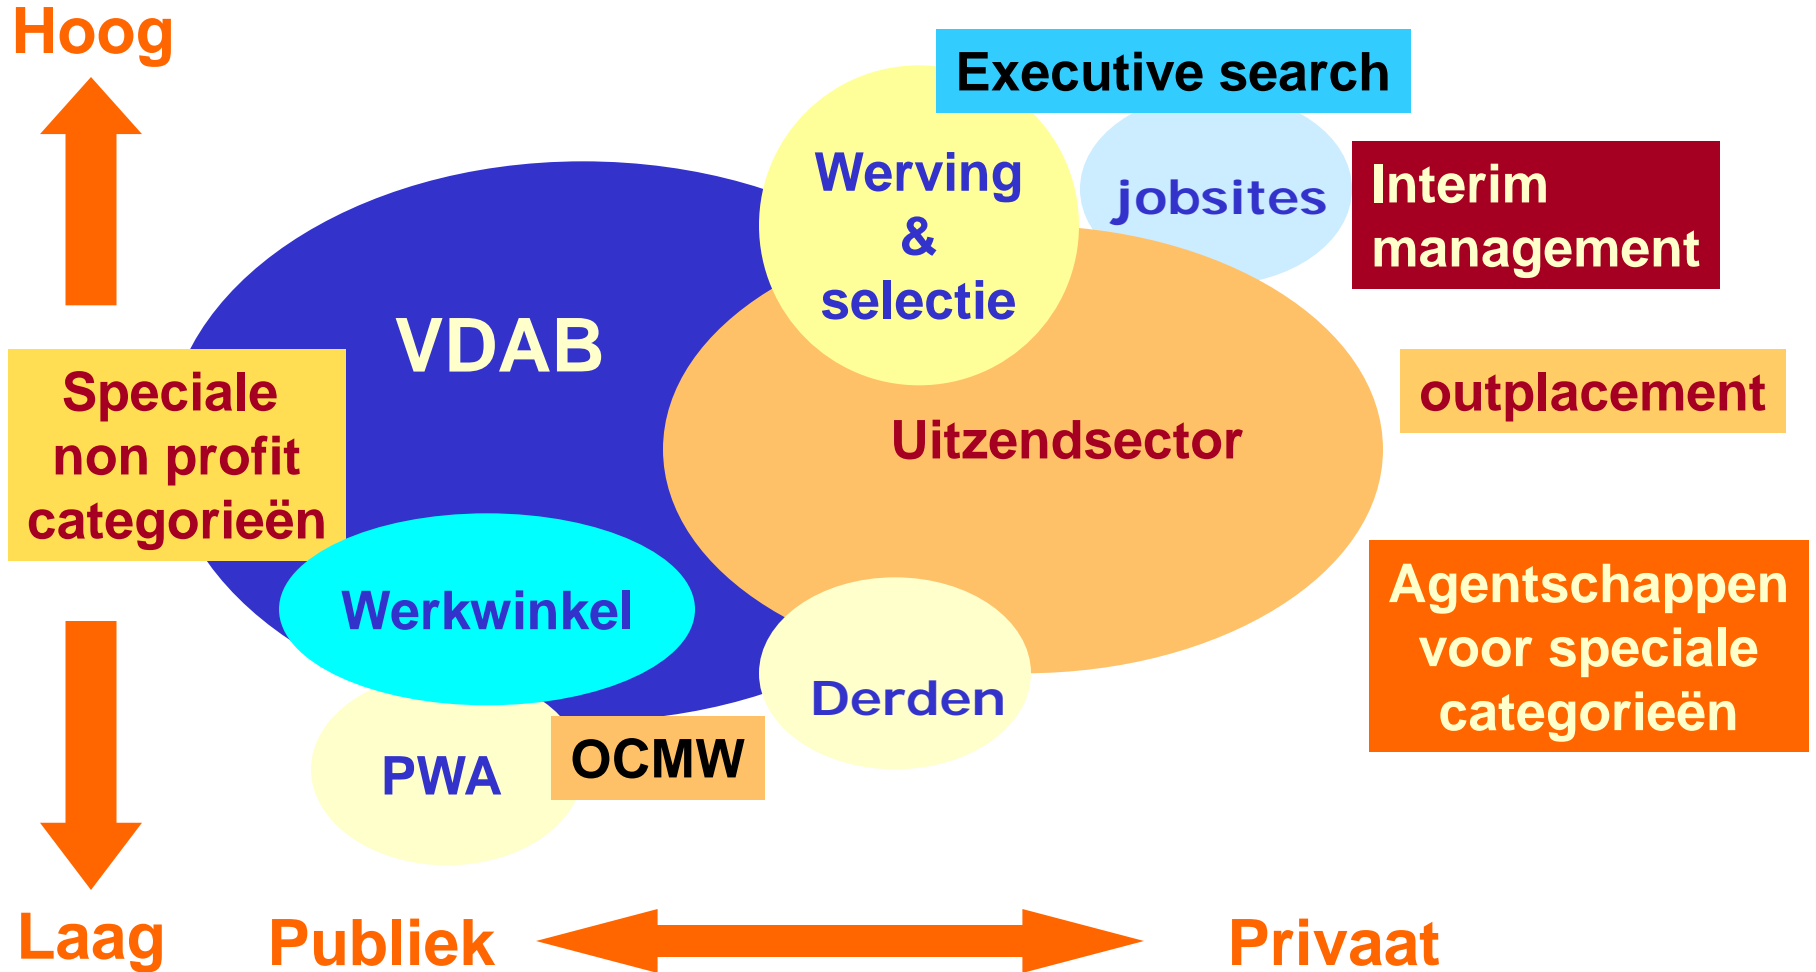 Hoog
Executive search
Werving
&
selectie
jobsites
Interim
management
VDAB
Speciale
non profit
categorieën
outplacement
Uitzendsector
Werkwinkel
Agentschappen
voor speciale
categorieën
Derden
PWA
OCMW
Laag
Publiek
Privaat